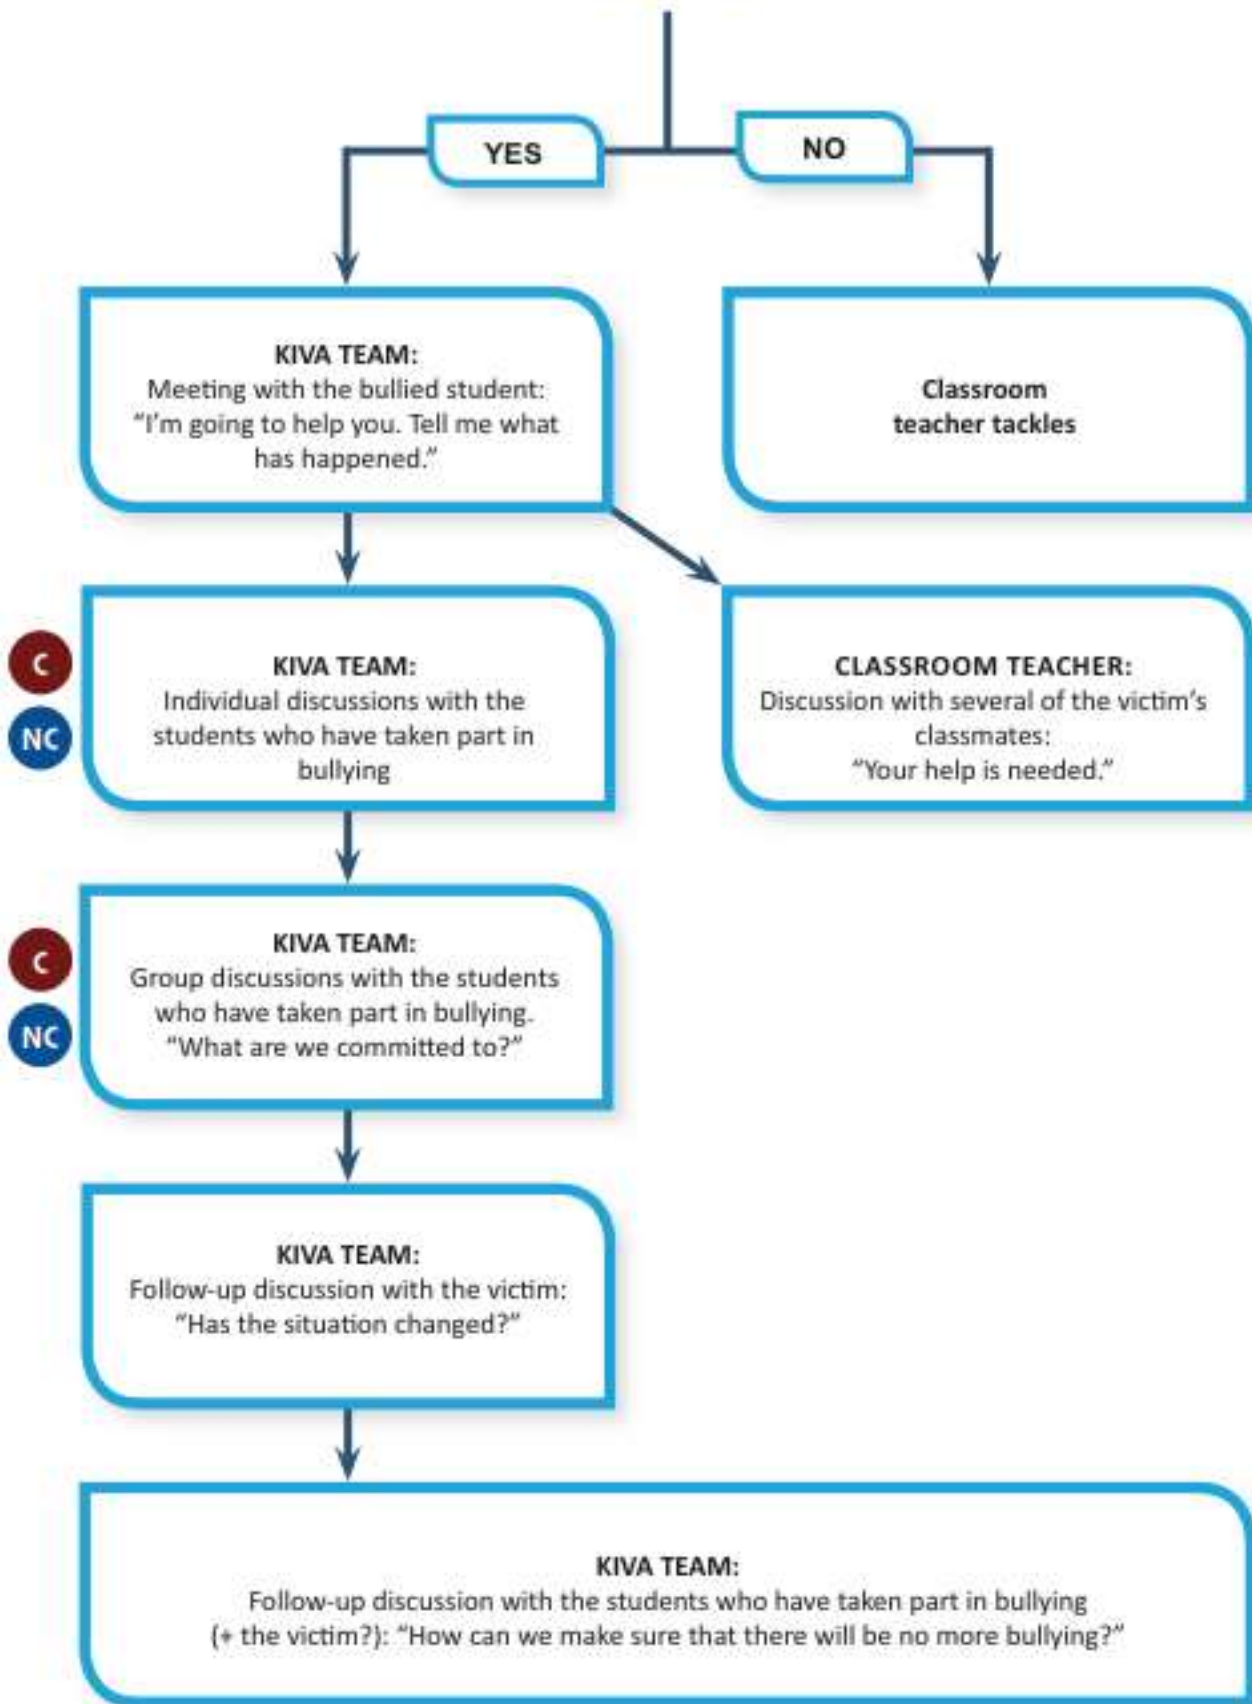 YES
NO
KIVA TEAM:
Meeting with the bullied student:
“I’m going to help you. Tell me what
has happened.”
Classroom
teacher tackles
C
NC
KIVA TEAM:
Individual discussions with the
students who have taken part in
bullying
CLASSROOM TEACHER:
Discussion with several of the victim’s
classmates:
“Your help is needed.”
C
NC
KIVA TEAM:
Group discussions with the students
who have taken part in bullying.
“What are we committed to?”
KIVA TEAM:
Follow-up discussion with the victim:
“Has the situation changed?”
KIVA TEAM:
Follow-up discussion with the students who have taken part in bullying
(+ the victim?): “How can we make sure that there will be no more bullying?”